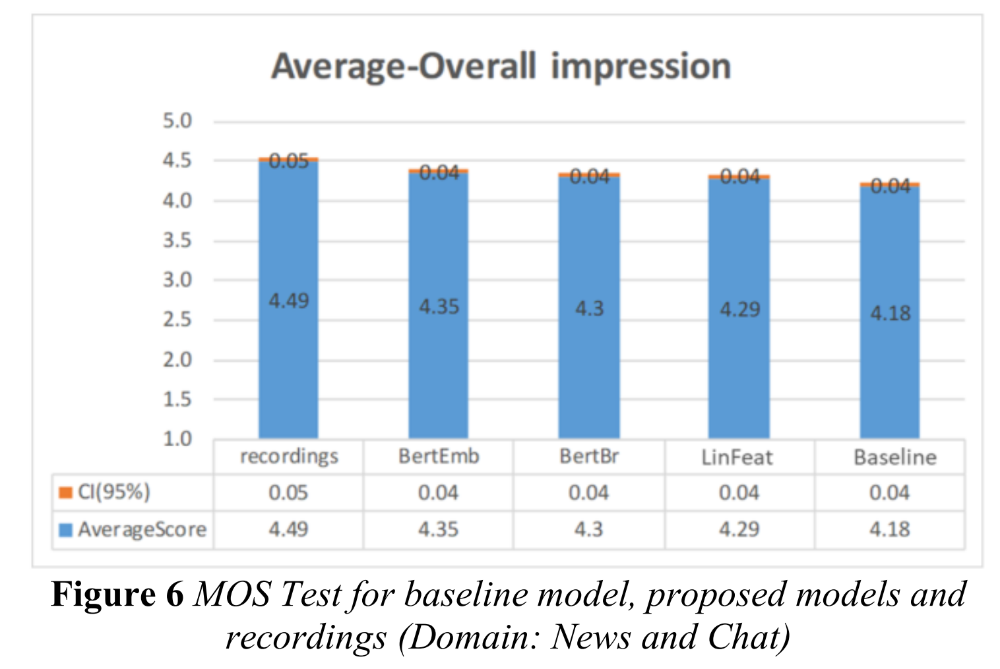 Average-Overall impression
5.0
4.5
4.0
3.5
3.0
2.5
2.0
1.5
1.0
0.05 0.04 0.04 0.04 0.04
4.49 4.35 4.3 4.29 4.18
recordings BertEmb BertBr LinFeat Baseline
CI(95%) 0.05 0.04 0.04 0.04 0.04
AverageScore 4.49 4.35 4.3 4.29 4.18
Figure 6 MOS Test for baseline model, proposed models and
recordings (Domain: News and Chat)